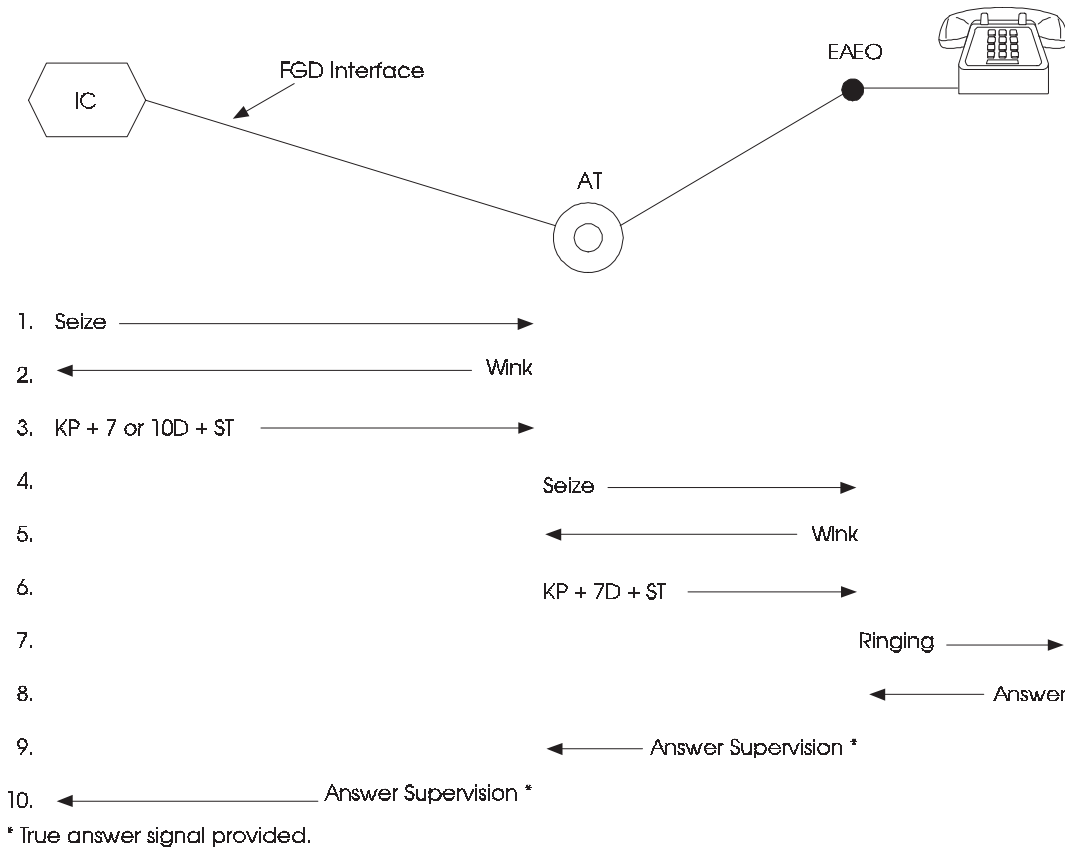 EAEO
FGD Interface
IC
AT
1. Seize
2. Wink
3. KP + 7 or 10D + ST
4. Seize
5. Wink
6. KP + 7D + ST
7. Ringing
8. Answer
9. Answer Supervision *
10. Answer Supervision *
* True answer signal provided.